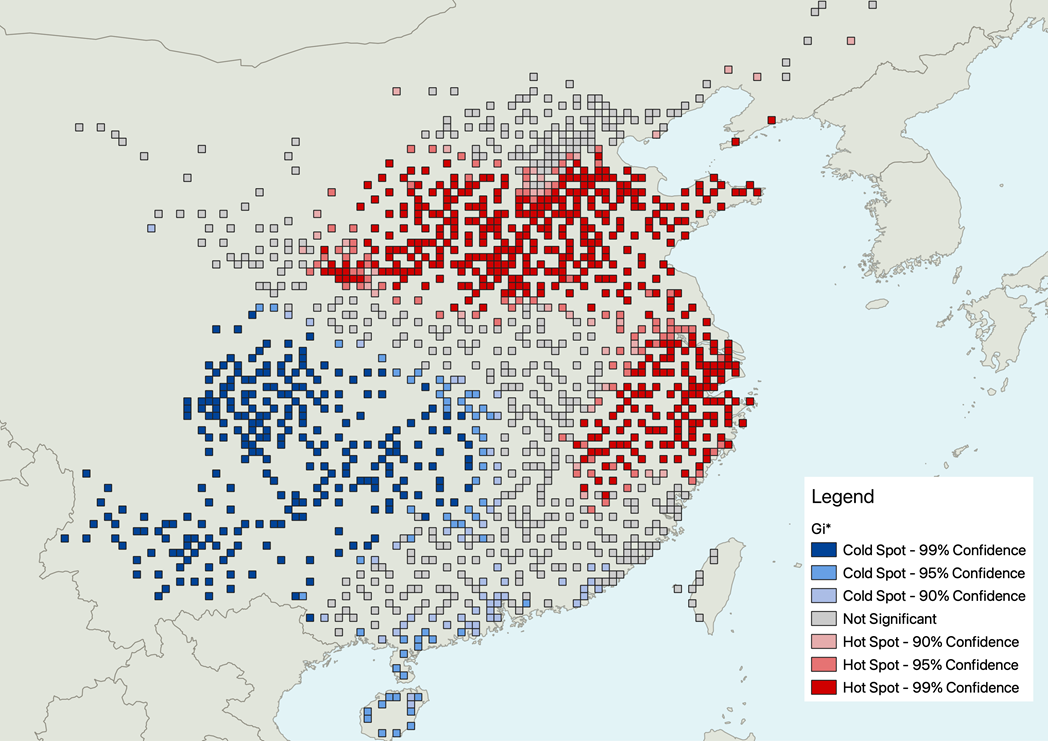 Legend
Gi*
Cold Spot - 99% Confidence
Cold Spot - 95% Confidence
Cold Spot - 90% Confidence
Not Significant
Hot Spot - 90% Confidence
Hot Spot - 95% Confidence
Hot Spot - 99% Confidence